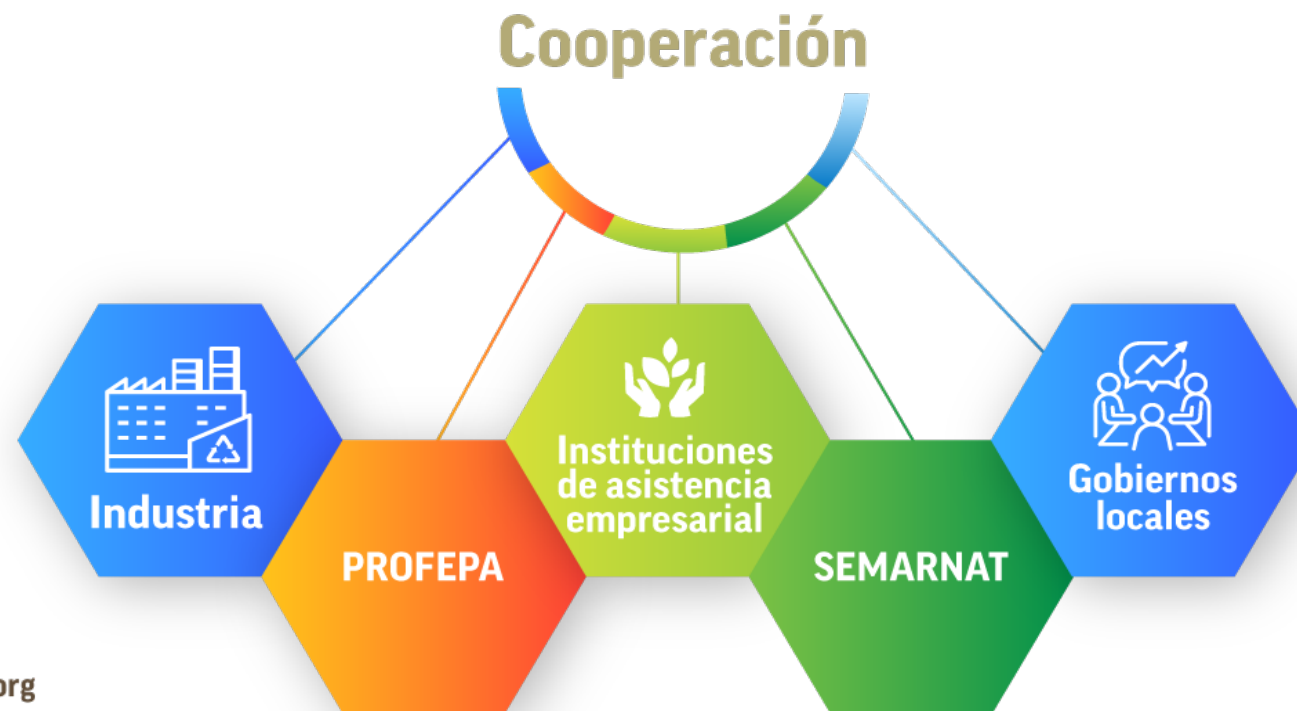 Cooperación
Industria
PROFEPA
Instituciones
de asistencia
empresarial
SEMARNAT
Gobiernos
locales
org